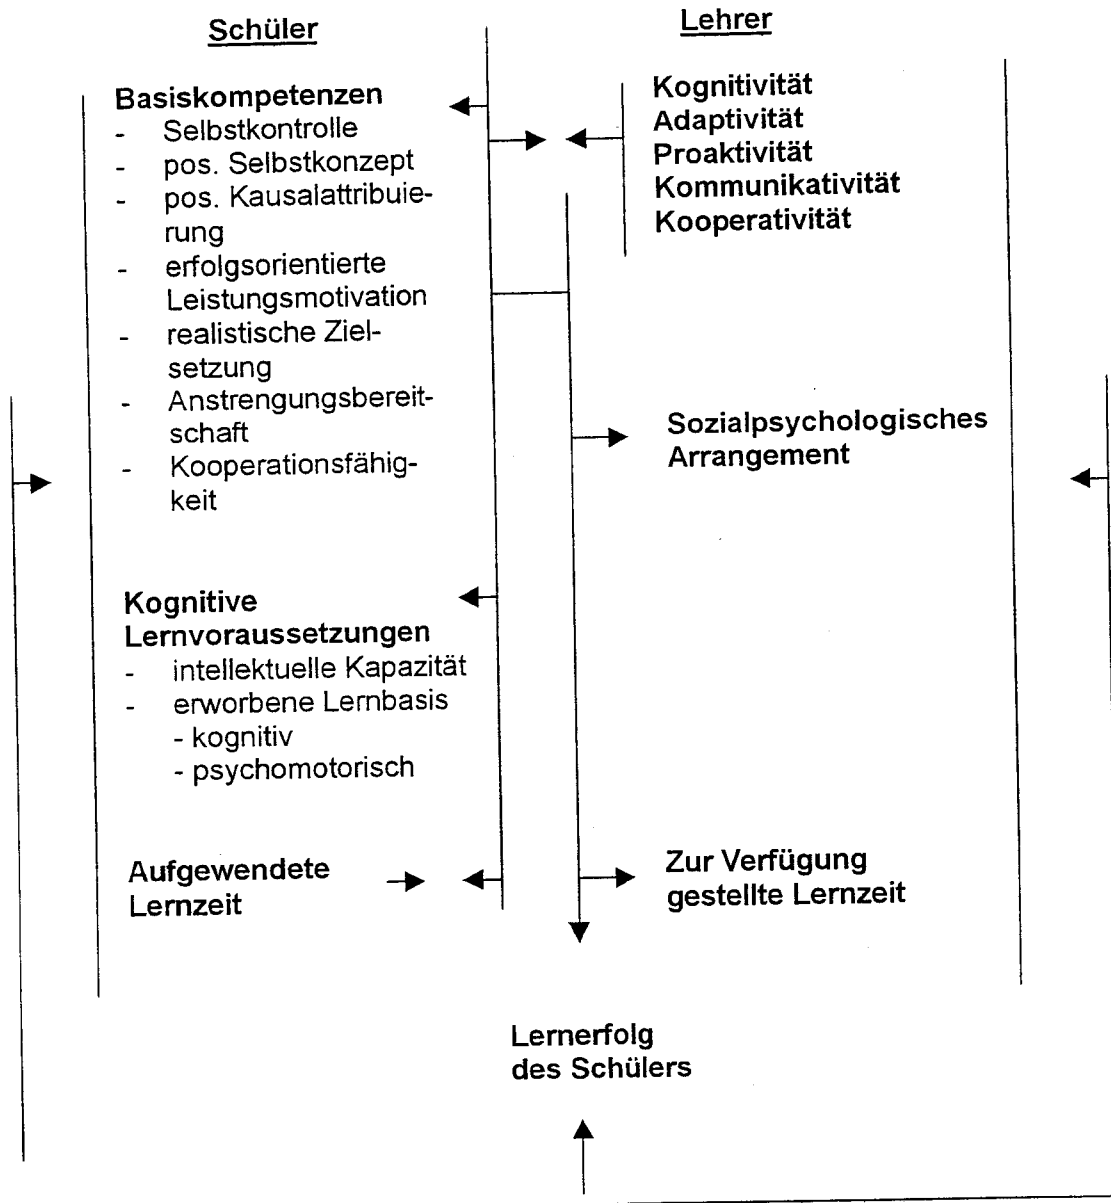 Schüler
Basiskompetenzen
- Selbstkontrolle
- pos. Selbstkonzept
- pos. Kausalattribuie-
rung
- erfolgsorientierte
Leistungsmotivation
- realistische Ziel-
setzung
- Anstrengungsbereit-
schaft
- Kooperationsfähig-
keit
Kognitive
Lernvoraussetzungen
- intellektuelle Kapazität
- erworbene Lernbasis
- kognitiv
- psychomotorisch
Aufgewendete
Lernzeit
Lehrer
Kognitivität
Adaptivität
Proaktivität
Kommunikativität
Kooperativität
Sozialpsychologisches
Arrangement
Zur Verfügung
gestellte Lernzeit
Lernerfolg
des Schülers